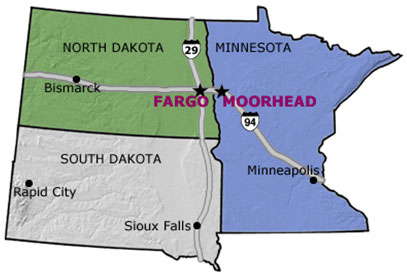 NORTH DAKOTA
29
MINNESOTA
Bismarck
FARGO MOORHEAD
94
SOUTH DAKOTA
Minneapolis
Rapid City
Sioux Falls